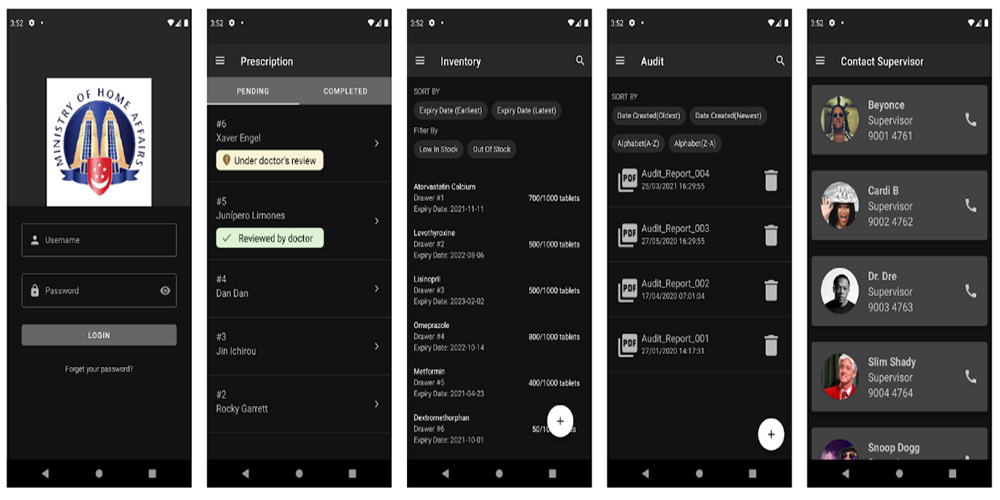 3:52
MINISTRY OF HOME AFFAIRS
Username
Password
LOGIN
Forget your password?
3:52
Prescription
PENDING
COMPLETED
#6
Xaver Engel
Under doctor's review
#5
Junípero Limones
Reviewed by doctor
#4
Dan Dan
#3
Jin Ichirou
#2
Rocky Garrett
3:52
Inventory
SORT BY
Expiry Date (Earliest)
Expiry Date (Latest)
Filter By
Low In Stock
Out Of Stock
Atorvastatin Calcium
Drawer #1
700/1000 tablets
Expiry Date: 2021-11-11
Levothyroxine
Drawer #2
500/1000 tablets
Expiry Date: 2022-08-06
Lisinopril
Drawer #3
500/1000 tablets
Expiry Date: 2023-02-02
Omeprazole
Drawer #4
800/1000 tablets
Expiry Date: 2022-10-14
Metformin
Drawer #5
400/1000 tablets
Expiry Date: 2021-04-23
Dextromethorphan
Drawer #6
Expiry Date: 2021-10-01
+
3:52
Audit
SORT BY
Date Created(Oldest)
Date Created(Newest)
Alphabet(A-Z)
Alphabet(Z-A)
PDF
Audit_Report_004
25/03/2021 16:29:55
PDF
Audit_Report_003
27/05/2020 16:29:55
PDF
Audit_Report_002
17/04/2020 07:01:04
PDF
Audit_Report_001
27/01/2020 14:17:31
+
3:52
Contact Supervisor
Beyonce
Supervisor
9001 4761
Cardi B
Supervisor
9002 4762
Dr. Dre
Supervisor
9003 4763
Slim Shady
Supervisor
9004 4764
Snoop Dogg